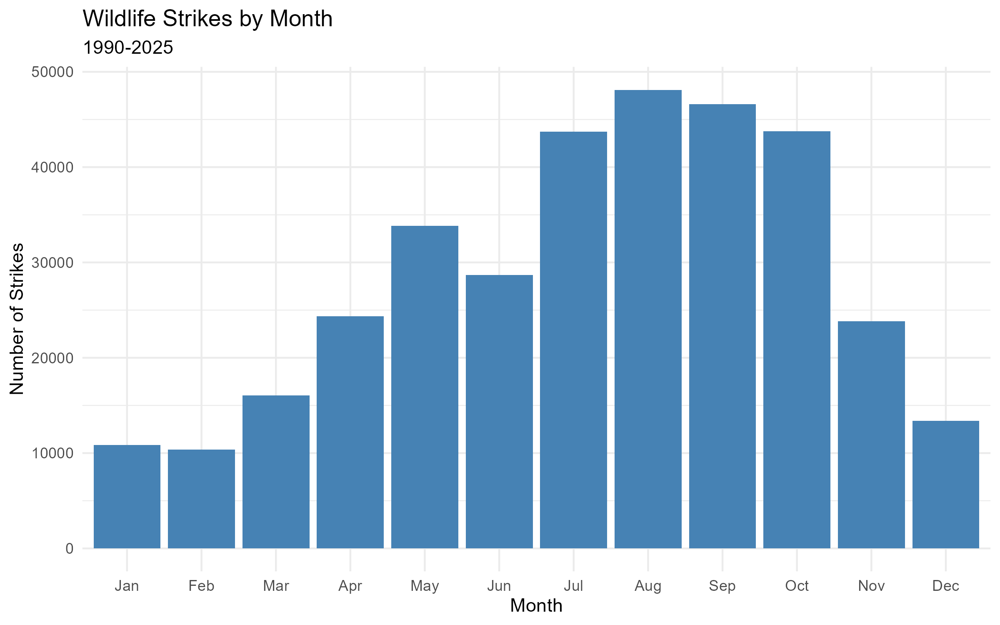 Wildlife Strikes by Month
1990-2025
50000
40000
30000
20000
10000
0
Number of Strikes
Jan Feb Mar Apr May Jun Jul Aug Sep Oct Nov Dec
Month